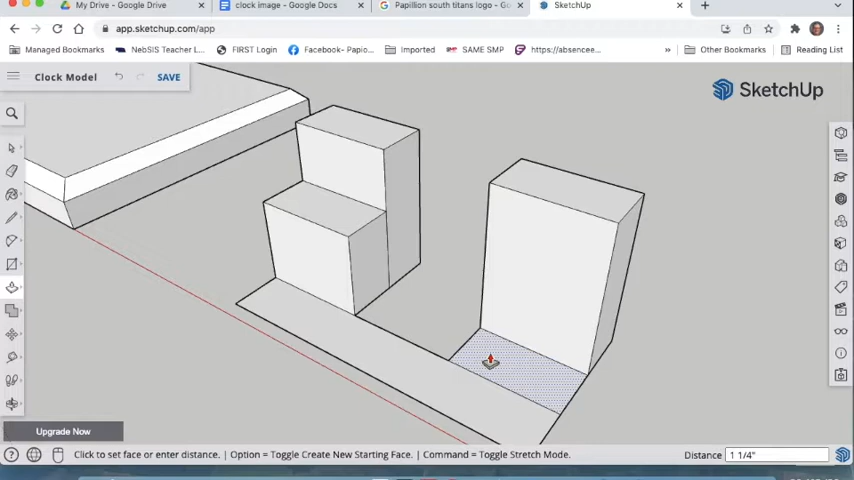 My Drive - Google Drive
clock image - Google Docs
Papillion south titans logo - G
SketchUp
app.sketchup.com/app
Managed Bookmarks
NebSIS Teacher L...
FIRST Login
Facebook- Papio...
Imported
SAME SMP
https://absencee...
»
Other Bookmarks
Reading List
Clock Model
SAVE
SketchUp
Upgrade Now
Click to set face or enter distance. | Option = Toggle Create New Starting Face. | Command = Toggle Stretch Mode.
Distance 1 1/4"